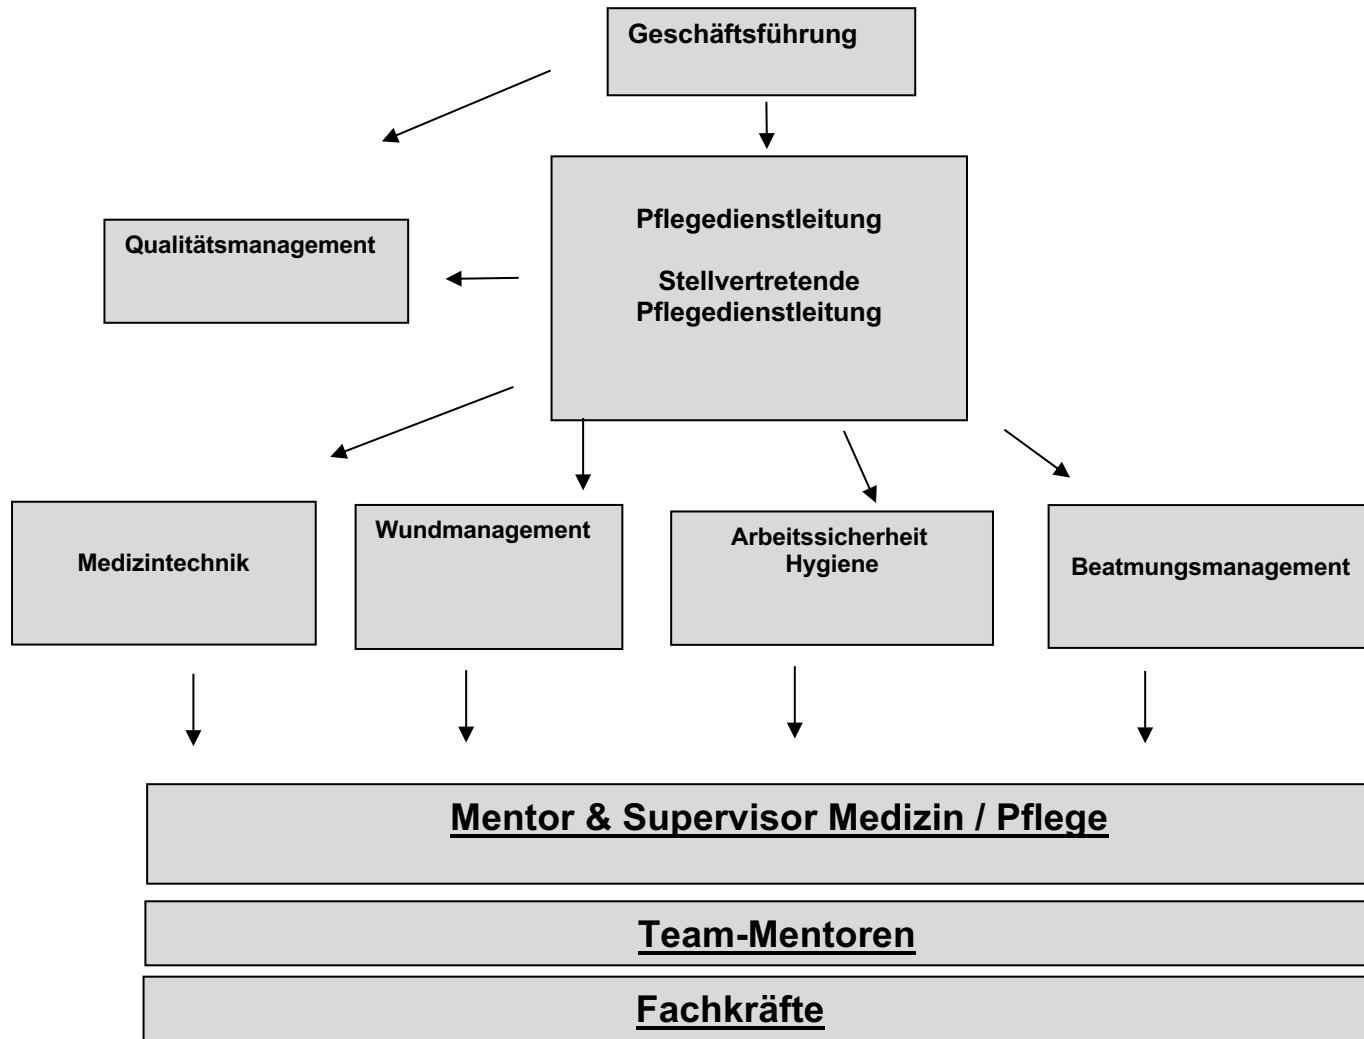 Geschäftsführung
Pflegedienstleitung
Stellvertretende
Pflegedienstleitung
Qualitätsmanagement
Medizintechnik
Wundmanagement
Arbeitssicherheit
Hygiene
Beatmungsmanagement
Mentor & Supervisor Medizin / Pflege
Team-Mentoren
Fachkräfte